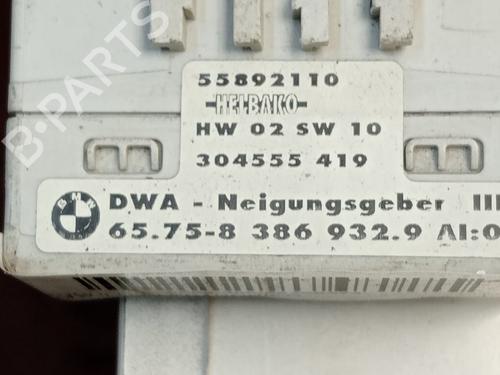 B-PARTS
55892110
HELBAKO
HW 02 SW 10
304555 419
BMW
DWA - Neigungsgeber III
65.75-8 386 932.9 AI:0